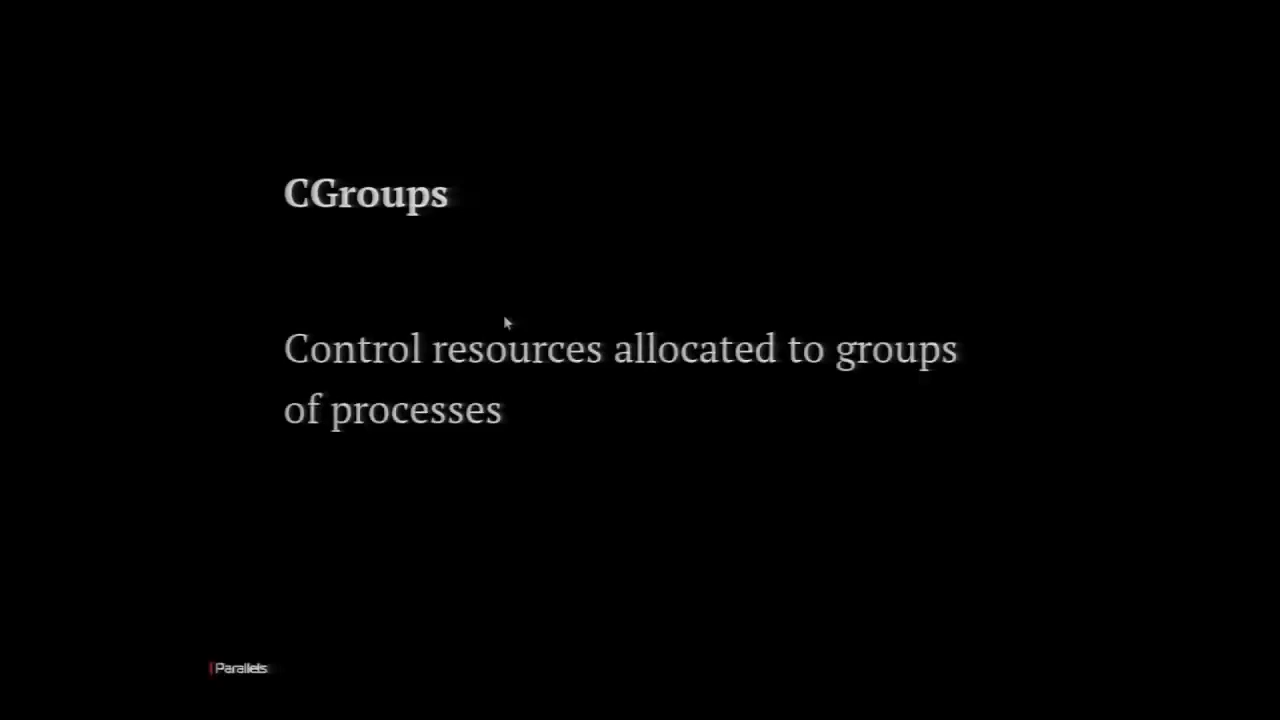 CGroups
Control resources allocated to groups
of processes
Parallels